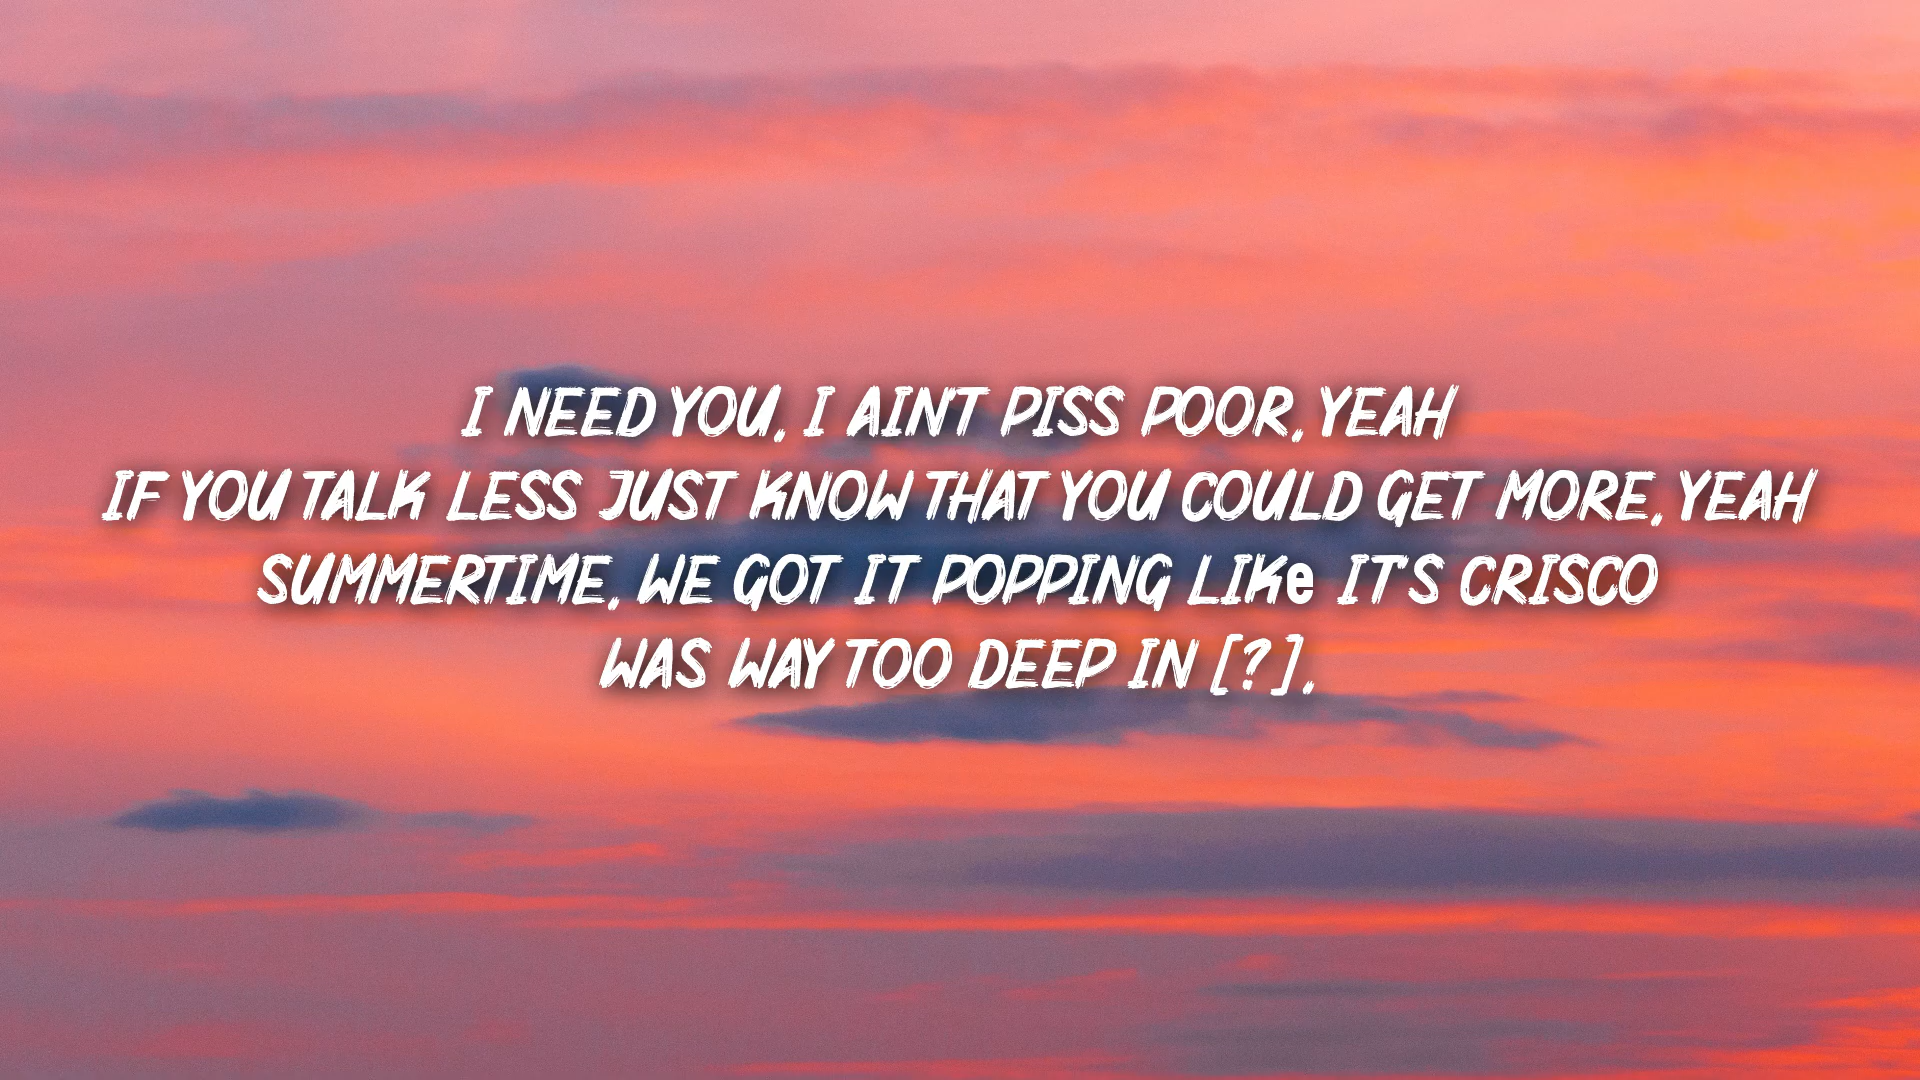 I NEED YOU, I AIN'T PISS POOR, YEAH
IF YOU TALK LESS JUST KNOW THAT YOU COULD GET MORE, YEAH
SUMMERTIME, WE GOT IT POPPING LIKe IT'S CRISCO
WAS WAY TOO DEEP IN [?],